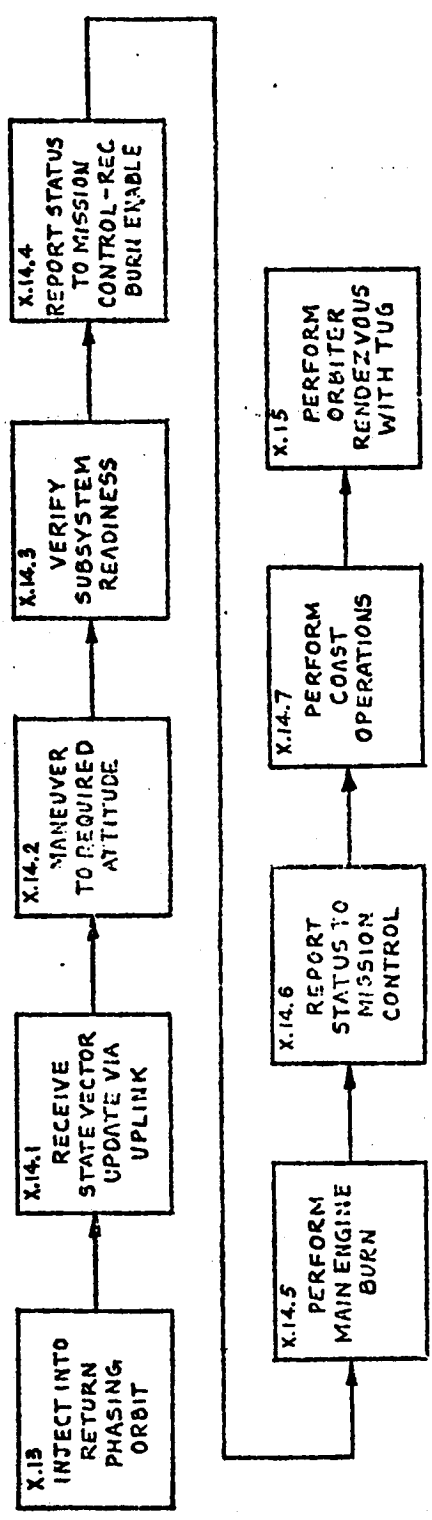 X.13
INJECT INTO
RETURN
PHASING
ORBIT
X.14.1
RECEIVE
STATE VECTOR
UPDATE VIA
UPLINK
X.14.2
MANEUVER
TO REQUIRED
ATTITUDE
X.14.3
VERIFY
SUBSYSTEM
READINESS
X.14.4
REPORT STATUS
TO MISSION
CONTROL-REC
BURN ENABLE
X.14.5
PERFORM
MAIN ENGINE
BURN
X.14.6
REPORT
STATUS TO
MISSION
CONTROL
X.14.7
PERFORM
COAST
OPERATIONS
X.15
PERFORM
ORBITER
RENDEZVOUS
WITH TUG